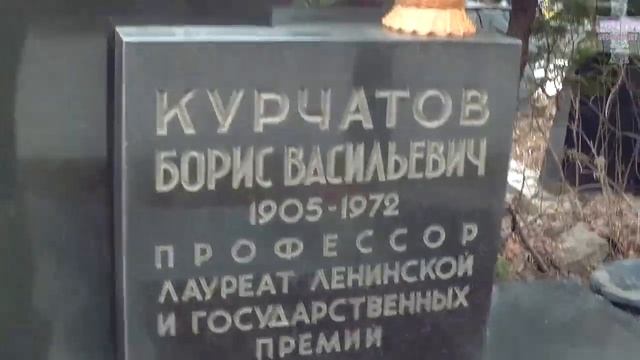 КУРЧАТОВ
БОРИС ВАСИЛЬЕВИЧ
1905-1972
ПРОФЕССОР
ЛАУРЕАТ ЛЕНИНСКОЙ
И ГОСУДАРСТВЕННЫХ
ПРЕМИЙ